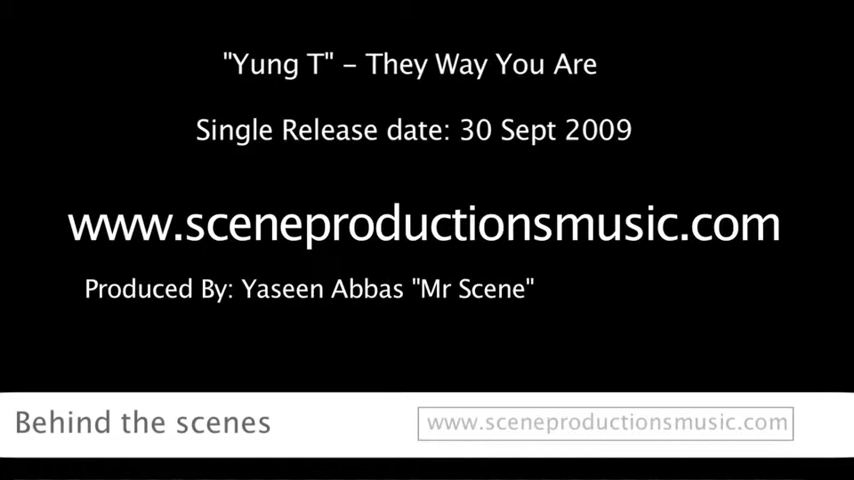 "Yung T" – They Way You Are
Single Release date: 30 Sept 2009
www.sceneproductionsmusic.com
Produced By: Yaseen Abbas "Mr Scene"
Behind the scenes
www.sceneproductionsmusic.com